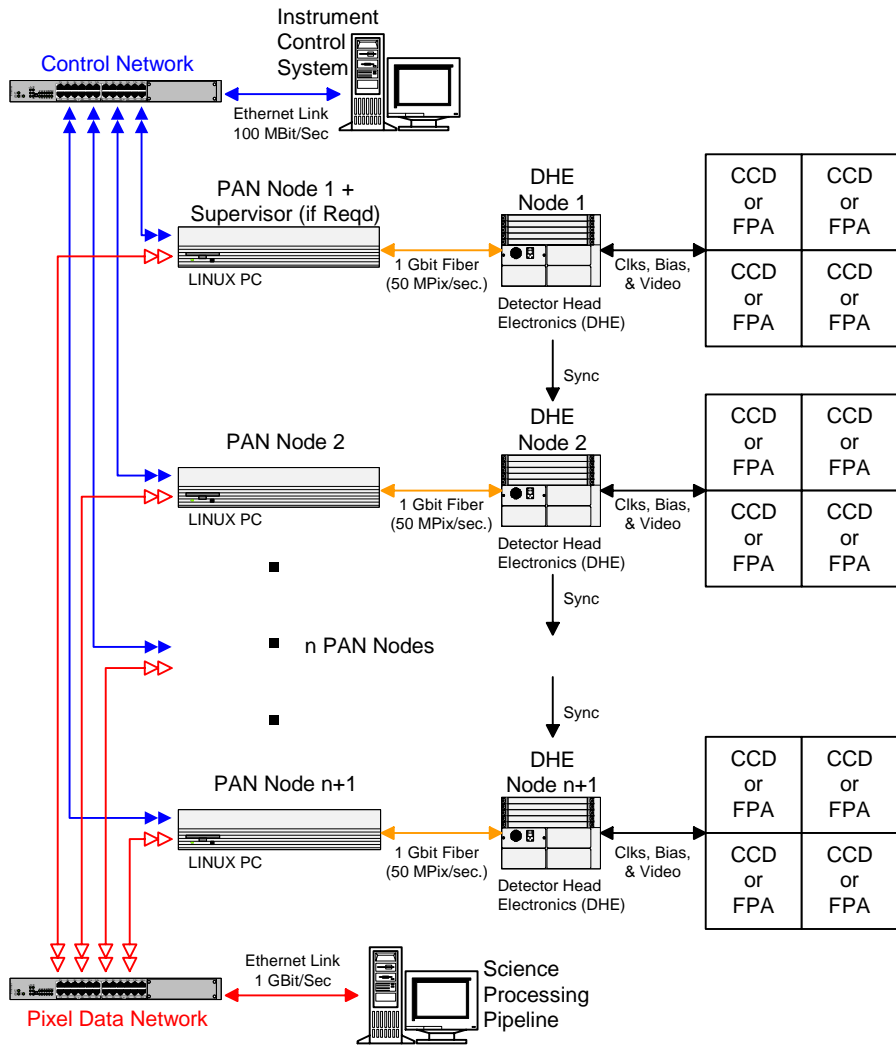 Instrument
Control
System
Control Network
Ethernet Link
100 MBit/Sec
PAN Node 1 +
Supervisor (if Reqd)
LINUX PC
1 Gbit Fiber
(50 MPix/sec.)
DHE
Node 1
Detector Head
Electronics (DHE)
Clks, Bias,
& Video
CCD
or
FPA
CCD
or
FPA
CCD
or
FPA
CCD
or
FPA
Sync
PAN Node 2
LINUX PC
1 Gbit Fiber
(50 MPix/sec.)
DHE
Node 2
Detector Head
Electronics (DHE)
Clks, Bias,
& Video
CCD
or
FPA
CCD
or
FPA
CCD
or
FPA
CCD
or
FPA
Sync
n PAN Nodes
Sync
PAN Node n+1
LINUX PC
1 Gbit Fiber
(50 MPix/sec.)
DHE
Node n+1
Detector Head
Electronics (DHE)
Clks, Bias,
& Video
CCD
or
FPA
CCD
or
FPA
CCD
or
FPA
CCD
or
FPA
Ethernet Link
1 GBit/Sec
Science
Processing
Pipeline
Pixel Data Network